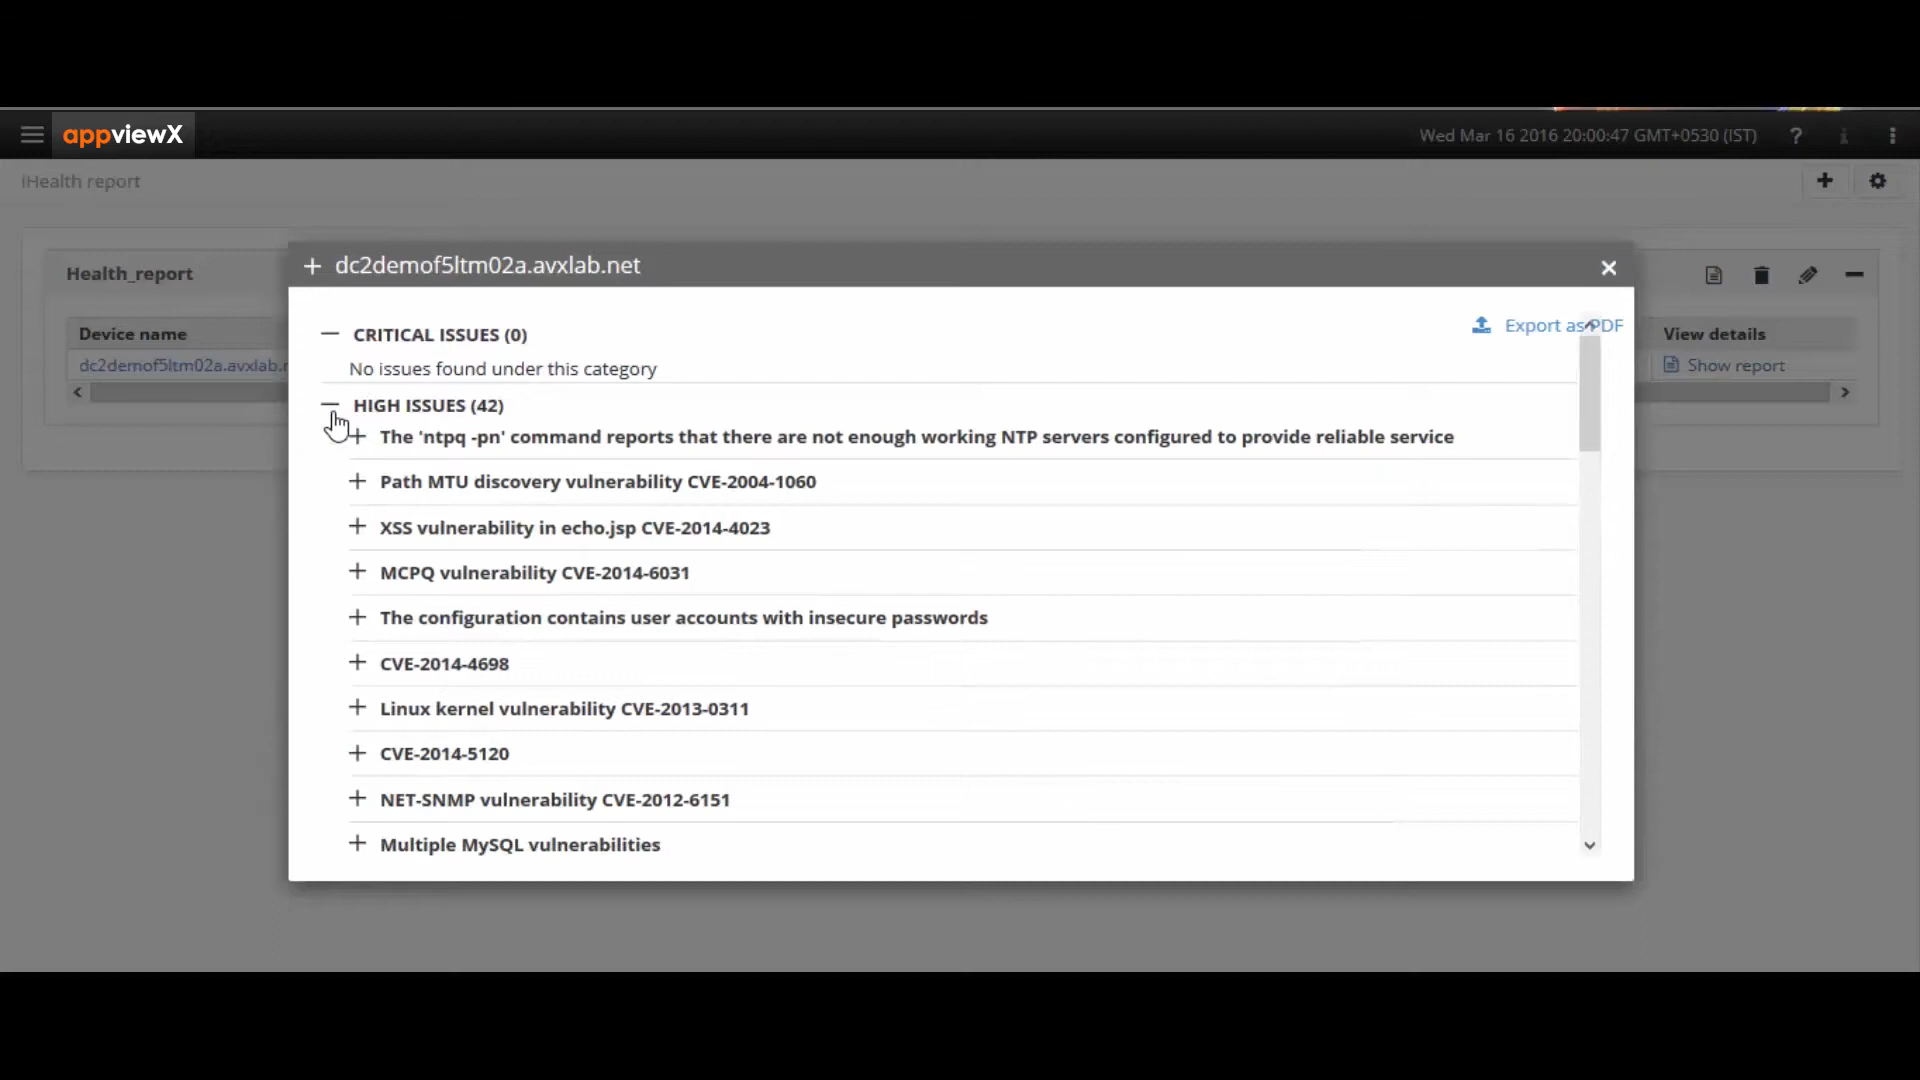 appviewX
Wed Mar 16 2016 20:00:47 GMT+0530 (IST)
?
iHealth report
Health_report
dc2demof5ltm02a.avxlab.net
Device name
View details
dc2demof5ltm02a.avxlab.
Show report
Export as PDF
CRITICAL ISSUES (0)
No issues found under this category
HIGH ISSUES (42)
The 'ntpq -pn' command reports that there are not enough working NTP servers configured to provide reliable service
Path MTU discovery vulnerability CVE-2004-1060
XSS vulnerability in echo.jsp CVE-2014-4023
MCPQ vulnerability CVE-2014-6031
The configuration contains user accounts with insecure passwords
CVE-2014-4698
Linux kernel vulnerability CVE-2013-0311
CVE-2014-5120
NET-SNMP vulnerability CVE-2012-6151
Multiple MySQL vulnerabilities